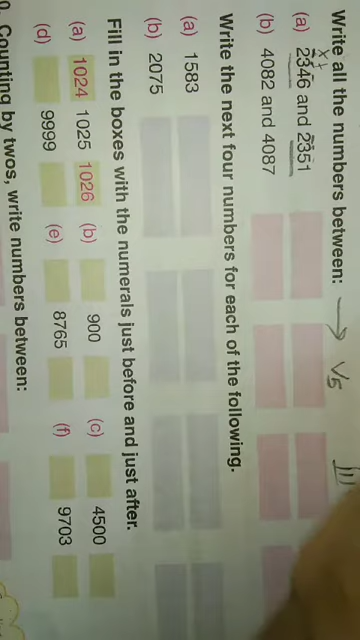 Write all the numbers between:
(a) 2346 and 2351
(b) 4082 and 4087
Write the next four numbers for each of the following.
(a) 1583
(b) 2075
Fill in the boxes with the numerals just before and just after.
(a) 1024 1025 1026 (b) 900 (c) 4500
(d) 9999 (e) 8765 (f) 9703
Counting by twos, write numbers between: